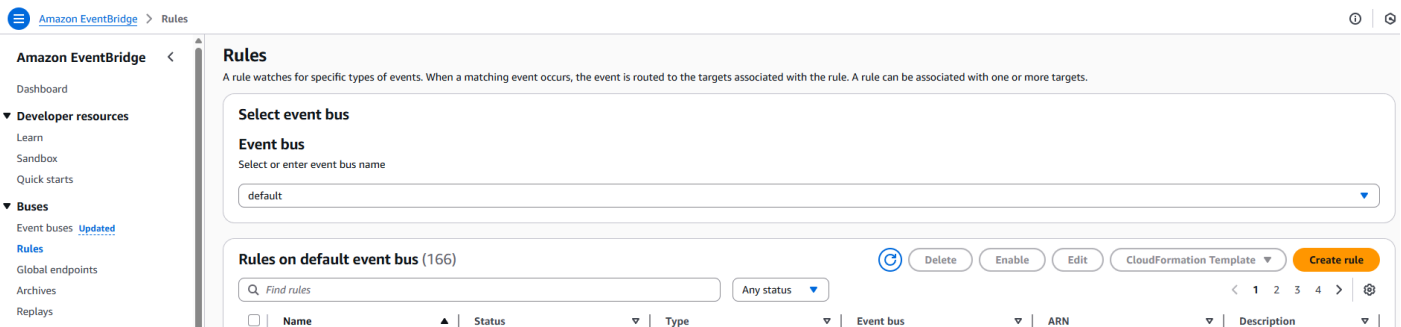 Amazon EventBridge > Rules
Amazon EventBridge
Dashboard
Developer resources
Learn
Sandbox
Quick starts
Buses
Event buses Updated
Rules
Global endpoints
Archives
Replays
Rules
A rule watches for specific types of events. When a matching event occurs, the event is routed to the targets associated with the rule. A rule can be associated with one or more targets.
Select event bus
Event bus
Select or enter event bus name
default
Rules on default event bus (166)
Delete
Enable
Edit
CloudFormation Template
Create rule
Find rules
Any status
1 2 3 4
Name Status Type Event bus ARN Description